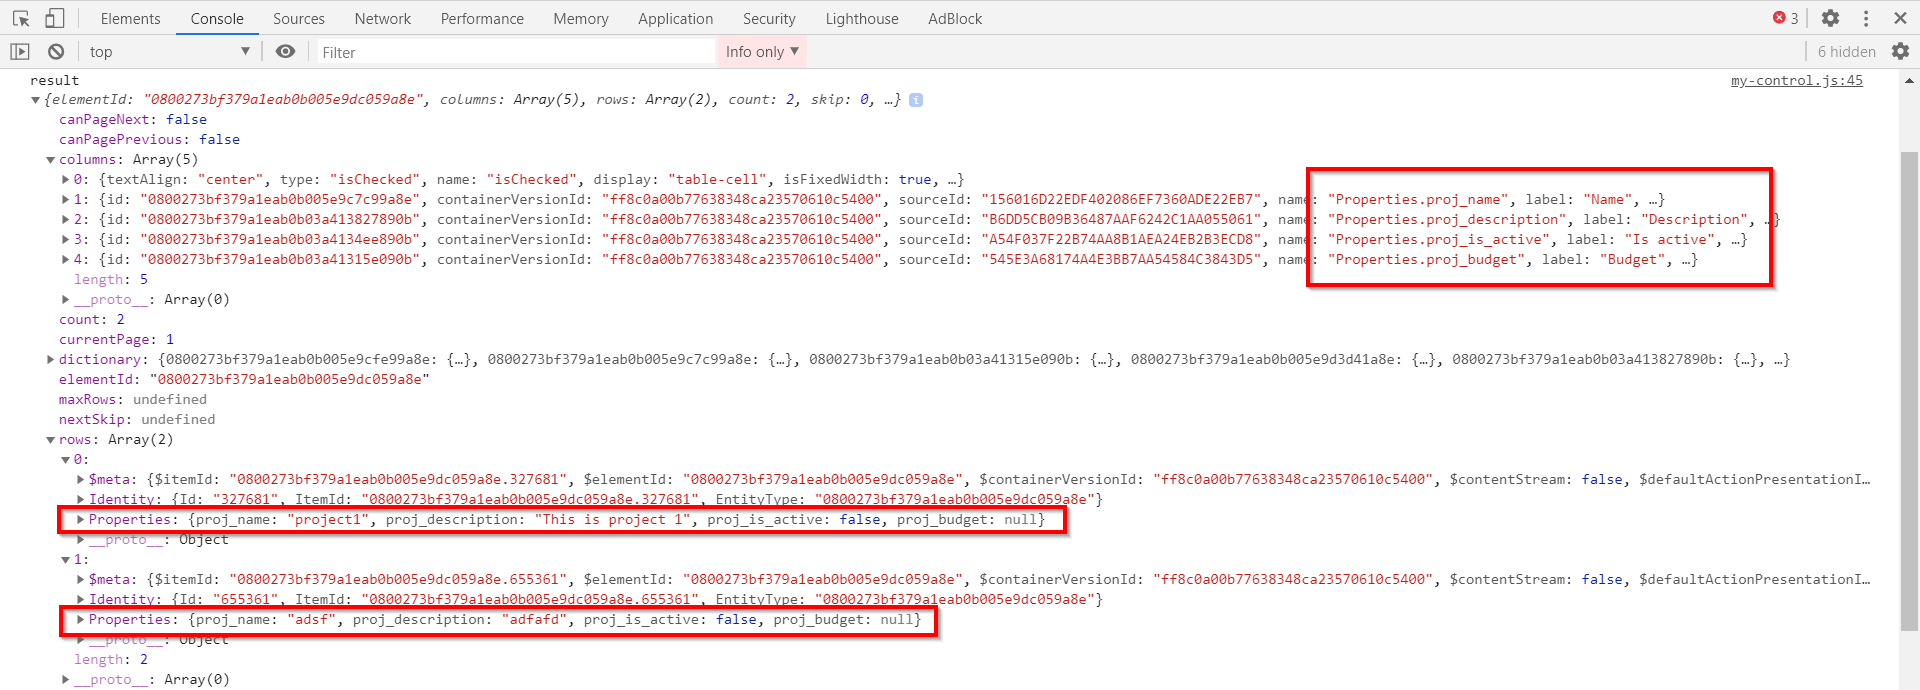 Elements Console Sources Network Performance Memory Application Security Lighthouse AdBlock 3
top Filter Info only 6 hidden
result my-control.js:45
{elementId: "0800273bf379a1eab0b005e9dc059a8e", columns: Array(5), rows: Array(2), count: 2, skip: 0, …}
canPageNext: false
canPagePrevious: false
columns: Array(5)
0: {textAlign: "center", type: "isChecked", name: "isChecked", display: "table-cell", isFixedWidth: true, …}
1: {id: "0800273bf379a1eab0b005e9c7c99a8e", containerVersionId: "ff8c0a00b77638348ca23570610c5400", sourceId: "156016D22EDF402086EF7360ADE22EB7", name: "Properties.proj_name", label: "Name", …}
2: {id: "0800273bf379a1eab0b03a413827890b", containerVersionId: "ff8c0a00b77638348ca23570610c5400", sourceId: "B6DD5CB09B36487AAF6242C1AA055061", name: "Properties.proj_description", label: "Description", …}
3: {id: "0800273bf379a1eab0b03a4134ee890b", containerVersionId: "ff8c0a00b77638348ca23570610c5400", sourceId: "A54F037F22B74AA8B1AEA24EB2B3ECD8", name: "Properties.proj_is_active", label: "Is active", …}
4: {id: "0800273bf379a1eab0b03a41315e090b", containerVersionId: "ff8c0a00b77638348ca23570610c5400", sourceId: "545E3A68174A4E3BB7AA54584C3843D5", name: "Properties.proj_budget", label: "Budget", …}
length: 5
__proto__: Array(0)
count: 2
currentPage: 1
dictionary: {0800273bf379a1eab0b005e9cfe99a8e: {…}, 0800273bf379a1eab0b005e9c7c99a8e: {…}, 0800273bf379a1eab0b03a41315e090b: {…}, 0800273bf379a1eab0b005e9d3d41a8e: {…}, 0800273bf379a1eab0b03a413827890b: {…}, …}
elementId: "0800273bf379a1eab0b005e9dc059a8e"
maxRows: undefined
nextSkip: undefined
rows: Array(2)
0:
$meta: {$itemId: "0800273bf379a1eab0b005e9dc059a8e.327681", $elementId: "0800273bf379a1eab0b005e9dc059a8e", $containerVersionId: "ff8c0a00b77638348ca23570610c5400", $contentStream: false, $defaultActionPresentationI…
Identity: {Id: "327681", ItemId: "0800273bf379a1eab0b005e9dc059a8e.327681", EntityType: "0800273bf379a1eab0b005e9dc059a8e"}
Properties: {proj_name: "project1", proj_description: "This is project 1", proj_is_active: false, proj_budget: null}
__proto__: Object
1:
$meta: {$itemId: "0800273bf379a1eab0b005e9dc059a8e.655361", $elementId: "0800273bf379a1eab0b005e9dc059a8e", $containerVersionId: "ff8c0a00b77638348ca23570610c5400", $contentStream: false, $defaultActionPresentationI…
Identity: {Id: "655361", ItemId: "0800273bf379a1eab0b005e9dc059a8e.655361", EntityType: "0800273bf379a1eab0b005e9dc059a8e"}
Properties: {proj_name: "adsf", proj_description: "adfafd", proj_is_active: false, proj_budget: null}
__proto__: Object
length: 2
__proto__: Array(0)